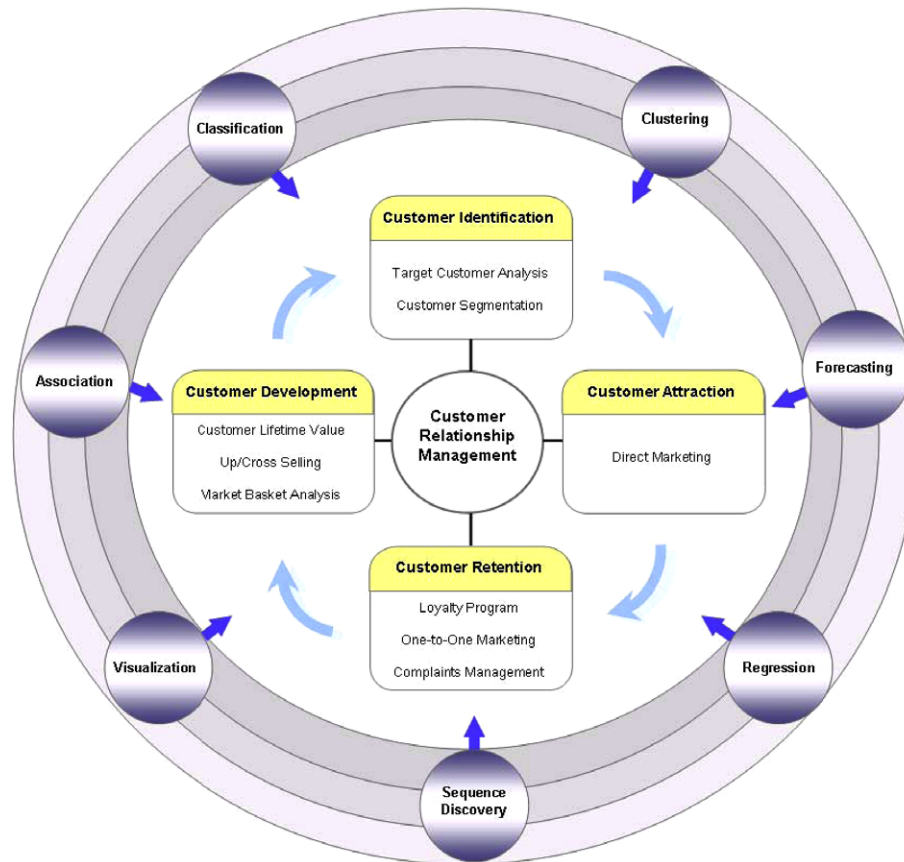 Classification
Clustering
Customer Identification
Target Customer Analysis
Customer Segmentation
Association
Forecasting
Customer Development
Customer Lifetime Value
Up/Cross Selling
Market Basket Analysis
Customer
Relationship
Management
Customer Attraction
Direct Marketing
Customer Retention
Loyalty Program
One-to-One Marketing
Complaints Management
Visualization
Regression
Sequence
Discovery